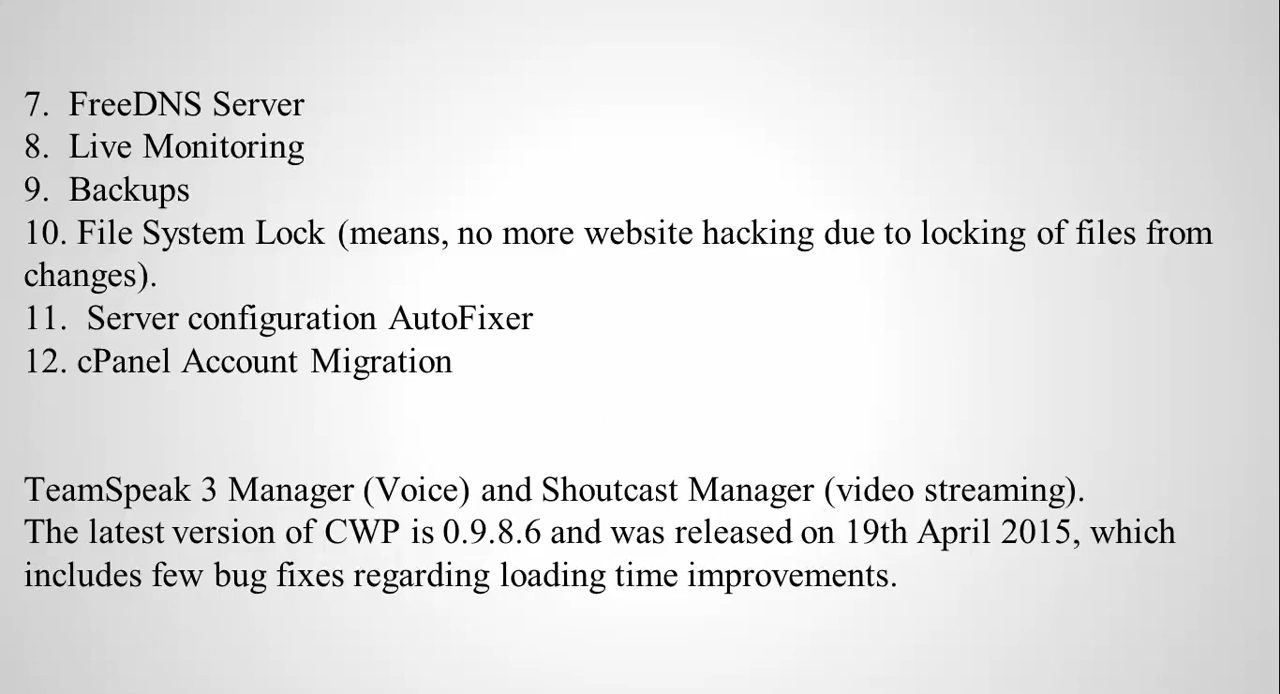 7. FreeDNS Server
8. Live Monitoring
9. Backups
10. File System Lock (means, no more website hacking due to locking of files from
changes).
11. Server configuration AutoFixer
12. cPanel Account Migration
TeamSpeak 3 Manager (Voice) and Shoutcast Manager (video streaming).
The latest version of CWP is 0.9.8.6 and was released on 19th April 2015, which
includes few bug fixes regarding loading time improvements.